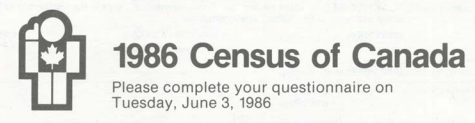 1986 Census of Canada
Please complete your questionnaire on
Tuesday, June 3, 1986